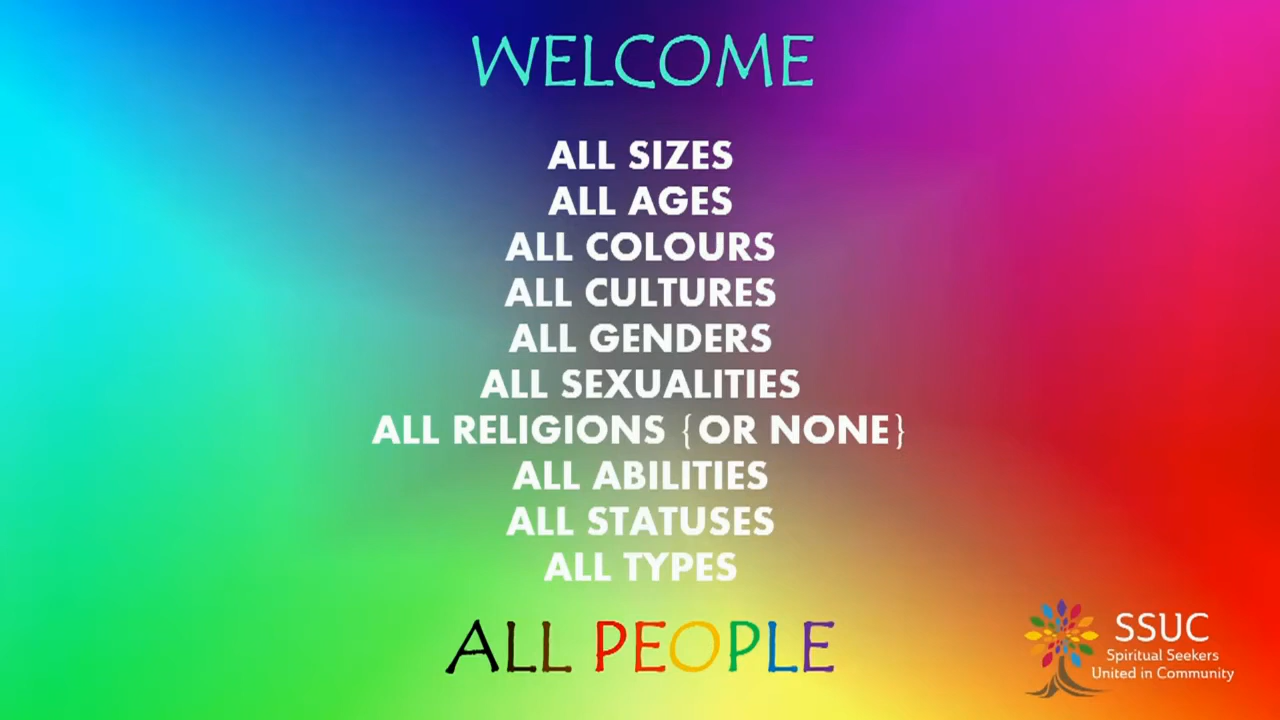 WELCOME
ALL SIZES
ALL AGES
ALL COLOURS
ALL CULTURES
ALL GENDERS
ALL SEXUALITIES
ALL RELIGIONS {OR NONE}
ALL ABILITIES
ALL STATUSES
ALL TYPES
ALL PEOPLE
SSUC
Spiritual Seekers
United in Community